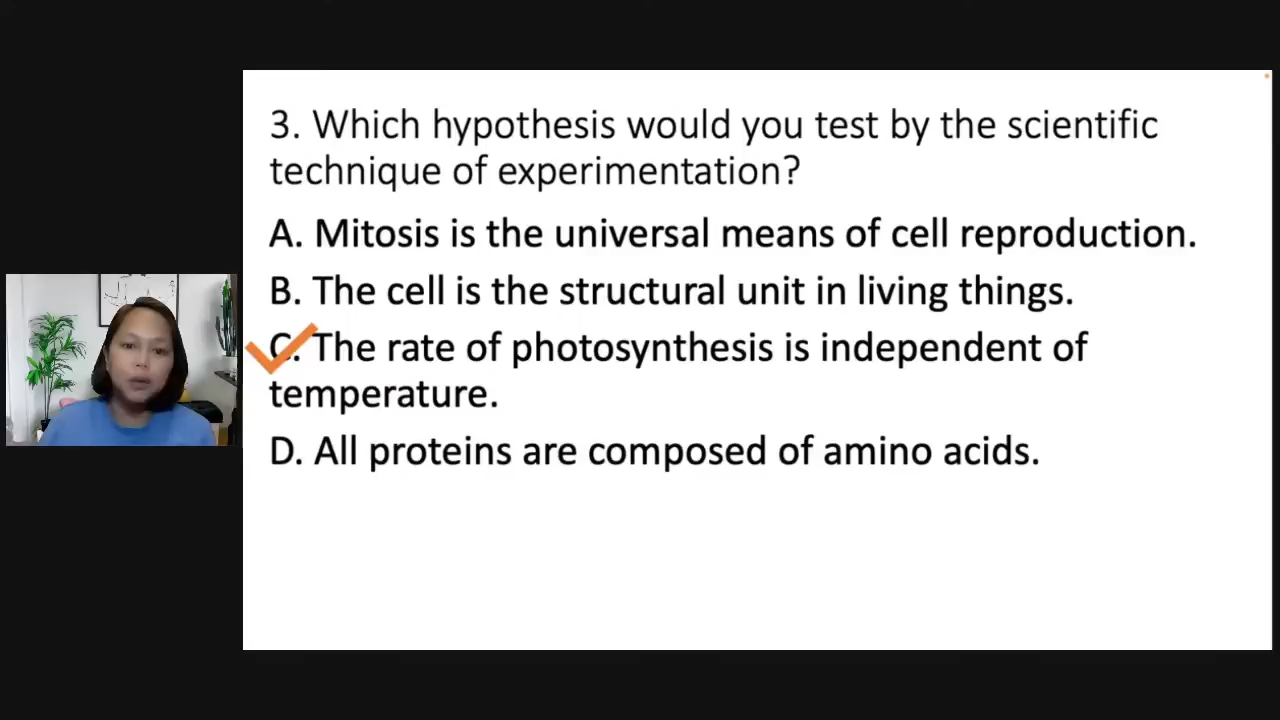 3. Which hypothesis would you test by the scientific
technique of experimentation?
A. Mitosis is the universal means of cell reproduction.
B. The cell is the structural unit in living things.
C. The rate of photosynthesis is independent of
temperature.
D. All proteins are composed of amino acids.